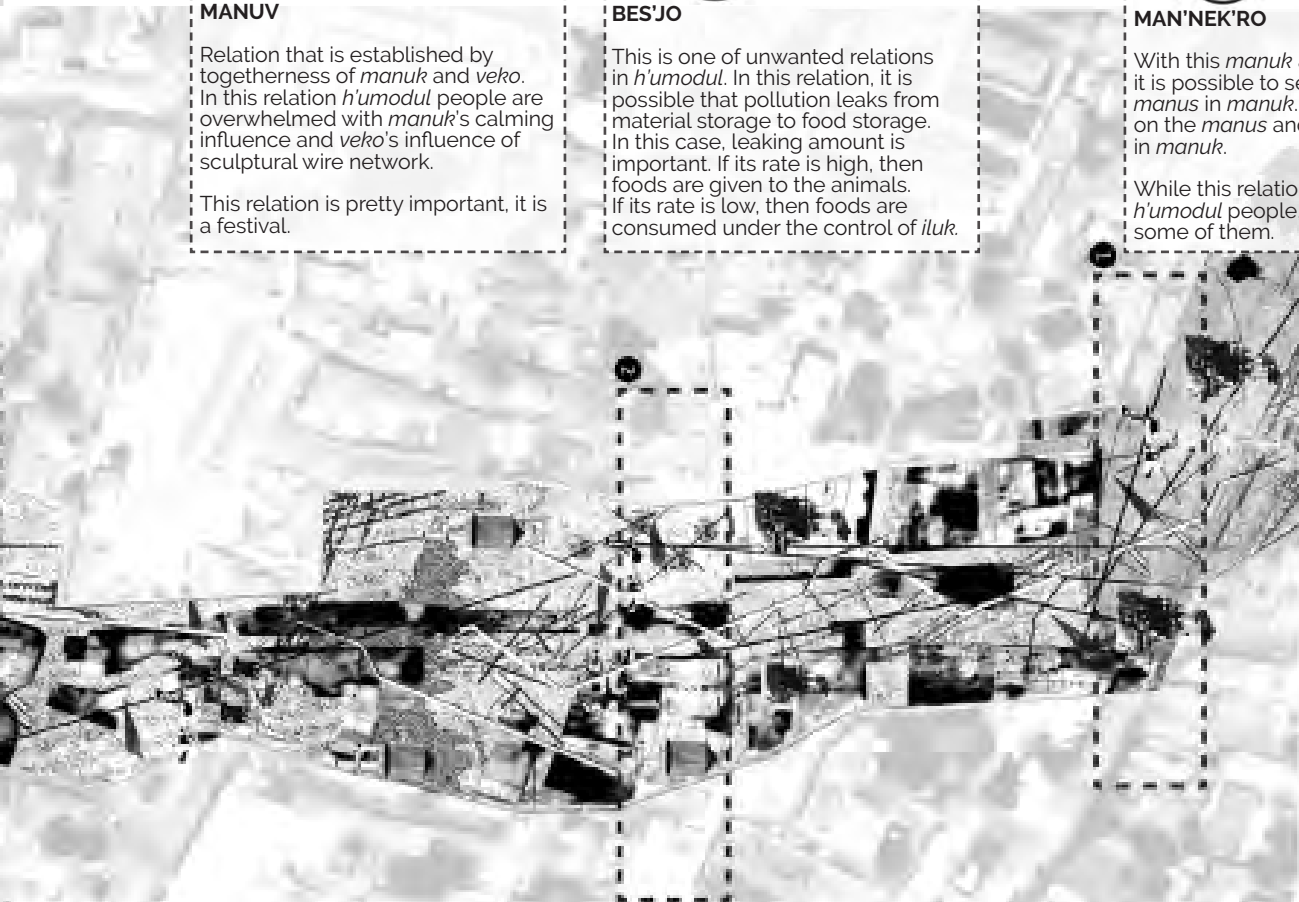 MANUV
Relation that is established by
togetherness of manuk and veko.
In this relation h'umodul people are
overwhelmed with manuk's calming
influence and veko's influence of
sculptural wire network.
This relation is pretty important, it is
a festival.
BES'JO
This is one of unwanted relations
in h'umodul. In this relation, it is
possible that pollution leaks from
material storage to food storage.
In this case, leaking amount is
important. If its rate is high, then
foods are given to the animals.
If its rate is low, then foods are
consumed under the control of iluk.
MAN'NEK'RO
With this manuk
it is possible to se
manus in manuk.
on the manus and
in manuk.
While this relatio
h'umodul people
some of them.
2
1